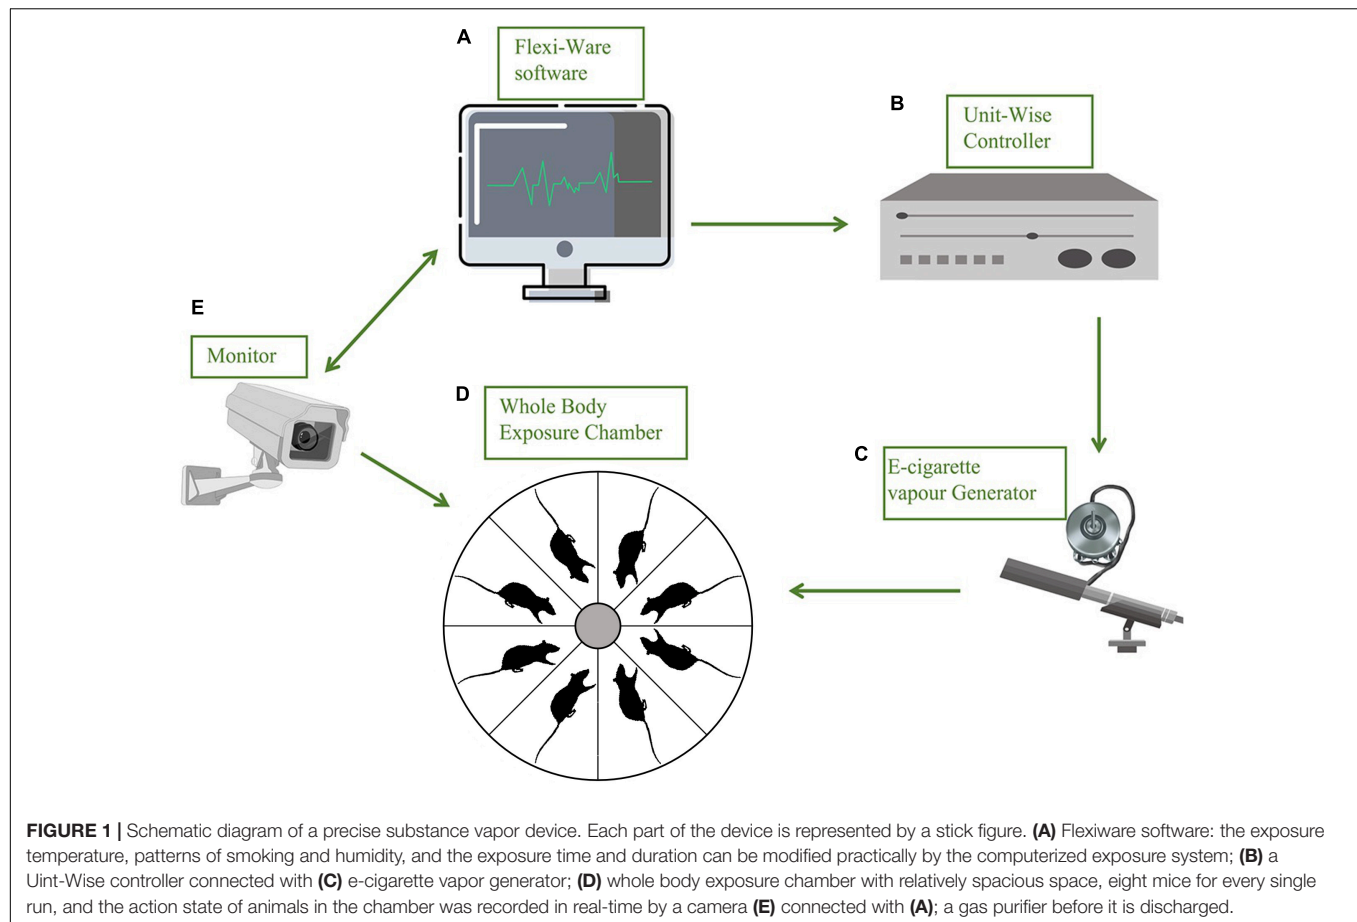 A
Flexi-Ware
software
B
Unit-Wise
Controller
E
Monitor
D
Whole Body
Exposure Chamber
C
E-cigarette
vapour Generator
FIGURE 1 | Schematic diagram of a precise substance vapor device. Each part of the device is represented by a stick figure. (A) Flexiware software: the exposure
temperature, patterns of smoking and humidity, and the exposure time and duration can be modified practically by the computerized exposure system; (B) a
Uint-Wise controller connected with (C) e-cigarette vapor generator; (D) whole body exposure chamber with relatively spacious space, eight mice for every single
run, and the action state of animals in the chamber was recorded in real-time by a camera (E) connected with (A); a gas purifier before it is discharged.